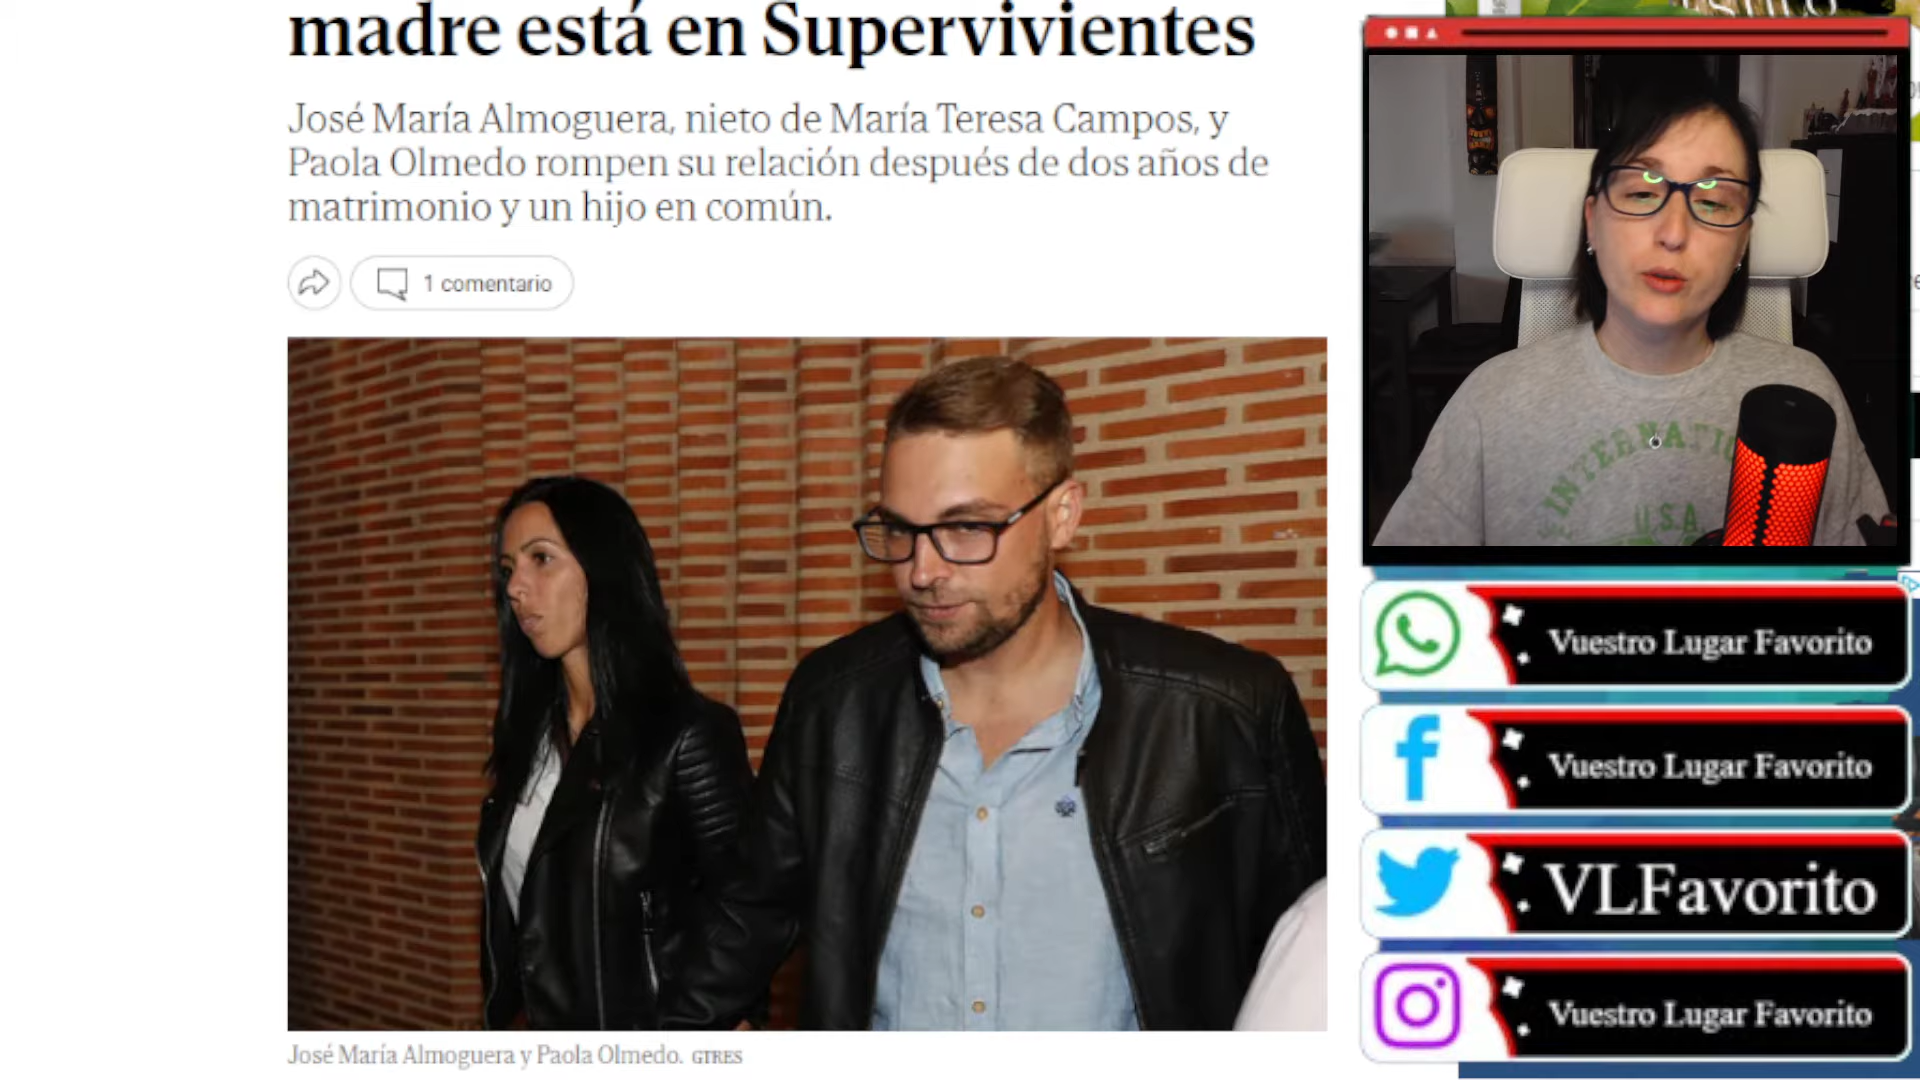 madre está en Supervivientes
José María Almoguera, nieto de María Teresa Campos, y
Paola Olmedo rompen su relación después de dos años de
matrimonio y un hijo en común.
1 comentario
José María Almoguera y Paola Olmedo. GTRES
INTERNATIO
U.S.A.
Vuestro Lugar Favorito
Vuestro Lugar Favorito
VLFavorito
Vuestro Lugar Favorito